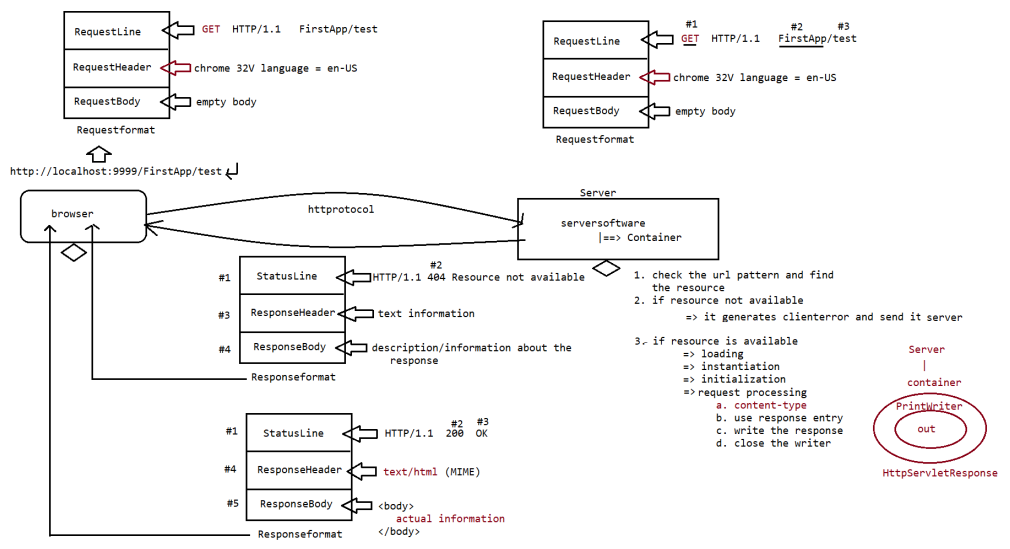 RequestLine
GET HTTP/1.1 FirstApp/test
RequestHeader
chrome 32V language = en-US
RequestBody
empty body
Requestformat
http://localhost:9999/FirstApp/test
#1
#2
#3
RequestLine
GET HTTP/1.1 FirstApp/test
RequestHeader
chrome 32V language = en-US
RequestBody
empty body
Requestformat
browser
httprotocol
Server
serversoftware
|==> Container
#2
#1
StatusLine
HTTP/1.1 404 Resource not available
#3
ResponseHeader
text information
#4
ResponseBody
description/information about the
response
Responseformat
1. check the url pattern and find
the resource
2. if resource not available
=> it generates clienterror and send it server
3. if resource is available
=> loading
=> instantiation
=> initialization
=> request processing
a. content-type
b. use response entry
c. write the response
d. close the writer
Server
|
container
PrintWriter
out
HttpServletResponse
#2
#3
#1
StatusLine
HTTP/1.1 200 OK
#4
ResponseHeader
text/html (MIME)
#5
ResponseBody
<body>
actual information
</body>
Responseformat